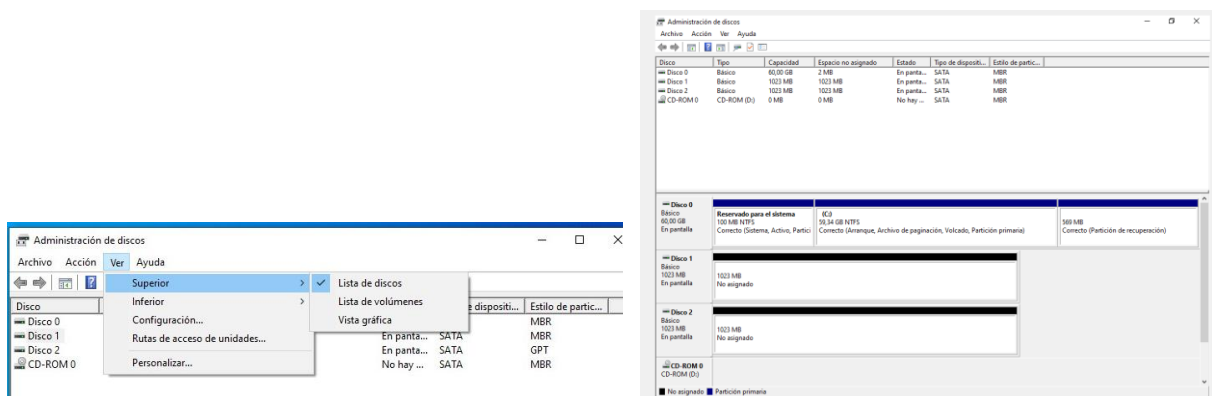 Administración de discos
Archivo Acción Ver Ayuda
Superior
Inferior
Configuración...
Rutas de acceso de unidades...
Personalizar...
Lista de discos
Lista de volúmenes
Vista gráfica
Disco e dispositi... Estilo de partic...
Disco 0 MBR
Disco 1 En panta... SATA MBR
Disco 2 En panta... SATA GPT
CD-ROM 0 No hay ... SATA MBR
Administración de discos
Archivo Acción Ver Ayuda
Disco Tipo Capacidad Espacio no asignado Estado Tipo de dispositi... Estilo de partic...
Disco 0 Básico 60,00 GB 2 MB En panta... SATA MBR
Disco 1 Básico 1023 MB 1023 MB En panta... SATA MBR
Disco 2 Básico 1023 MB 1023 MB En panta... SATA MBR
CD-ROM 0 CD-ROM (D:) 0 MB 0 MB No hay ... SATA MBR
Disco 0
Básico
60,00 GB
En pantalla
Reservado para el sistema
100 MB NTFS
Correcto (Sistema, Activo, Partici
(C:)
59,34 GB NTFS
Correcto (Arranque, Archivo de paginación, Volcado, Partición primaria)
569 MB
Correcto (Partición de recuperación)
Disco 1
Básico
1023 MB
En pantalla
1023 MB
No asignado
Disco 2
Básico
1023 MB
En pantalla
1023 MB
No asignado
CD-ROM 0
CD-ROM (D:)
No asignado Partición primaria